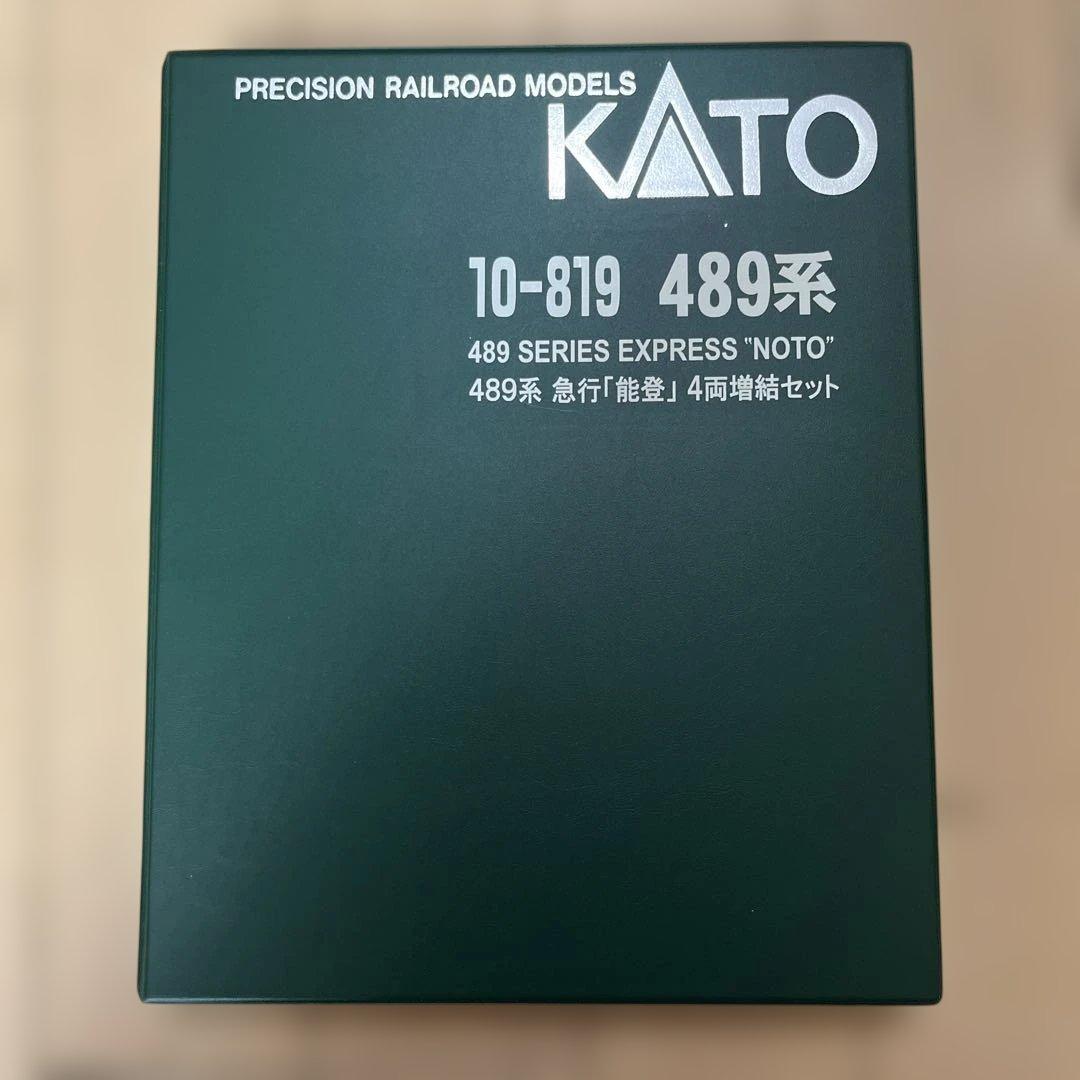 PRECISION RAILROAD MODELS
KATO
10-819 489系
489 SERIES EXPRESS "NOTO"
489系 急行「能登」 4両増結セット